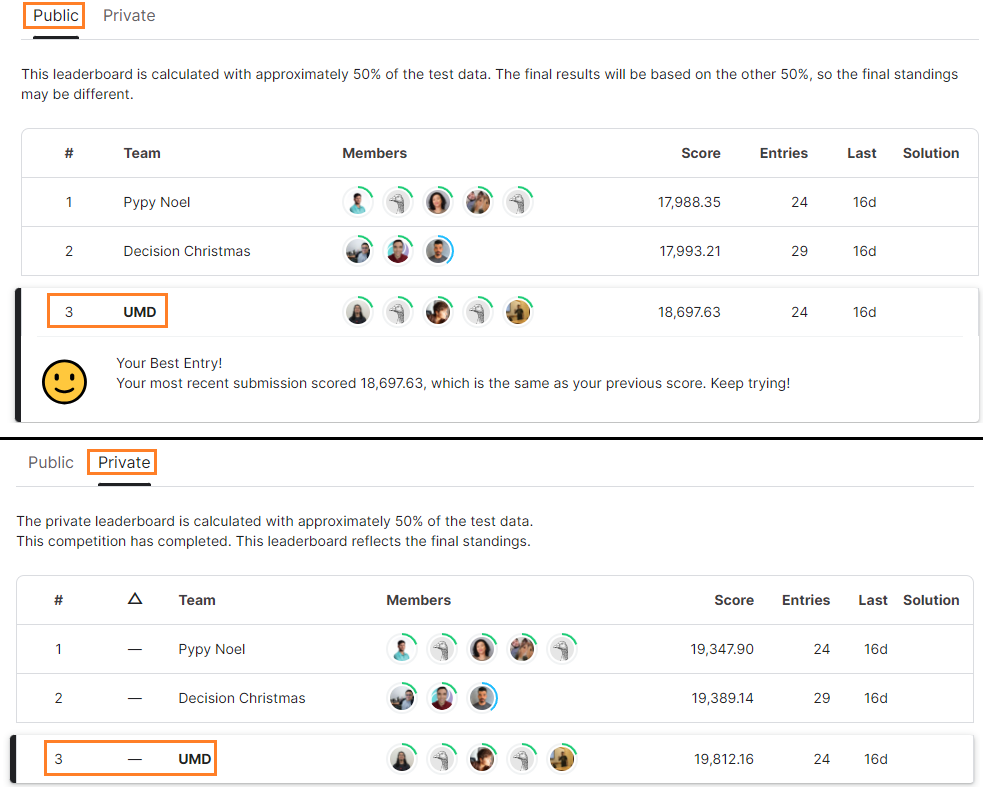 Public Private
This leaderboard is calculated with approximately 50% of the test data. The final results will be based on the other 50%, so the final standings
may be different.
# Team Members Score Entries Last Solution
1 Pypy Noel 17,988.35 24 16d
2 Decision Christmas 17,993.21 29 16d
3 UMD 18,697.63 24 16d
Your Best Entry!
Your most recent submission scored 18,697.63, which is the same as your previous score. Keep trying!
Public Private
The private leaderboard is calculated with approximately 50% of the test data.
This competition has completed. This leaderboard reflects the final standings.
# △ Team Members Score Entries Last Solution
1 — Pypy Noel 19,347.90 24 16d
2 — Decision Christmas 19,389.14 29 16d
3 — UMD 19,812.16 24 16d